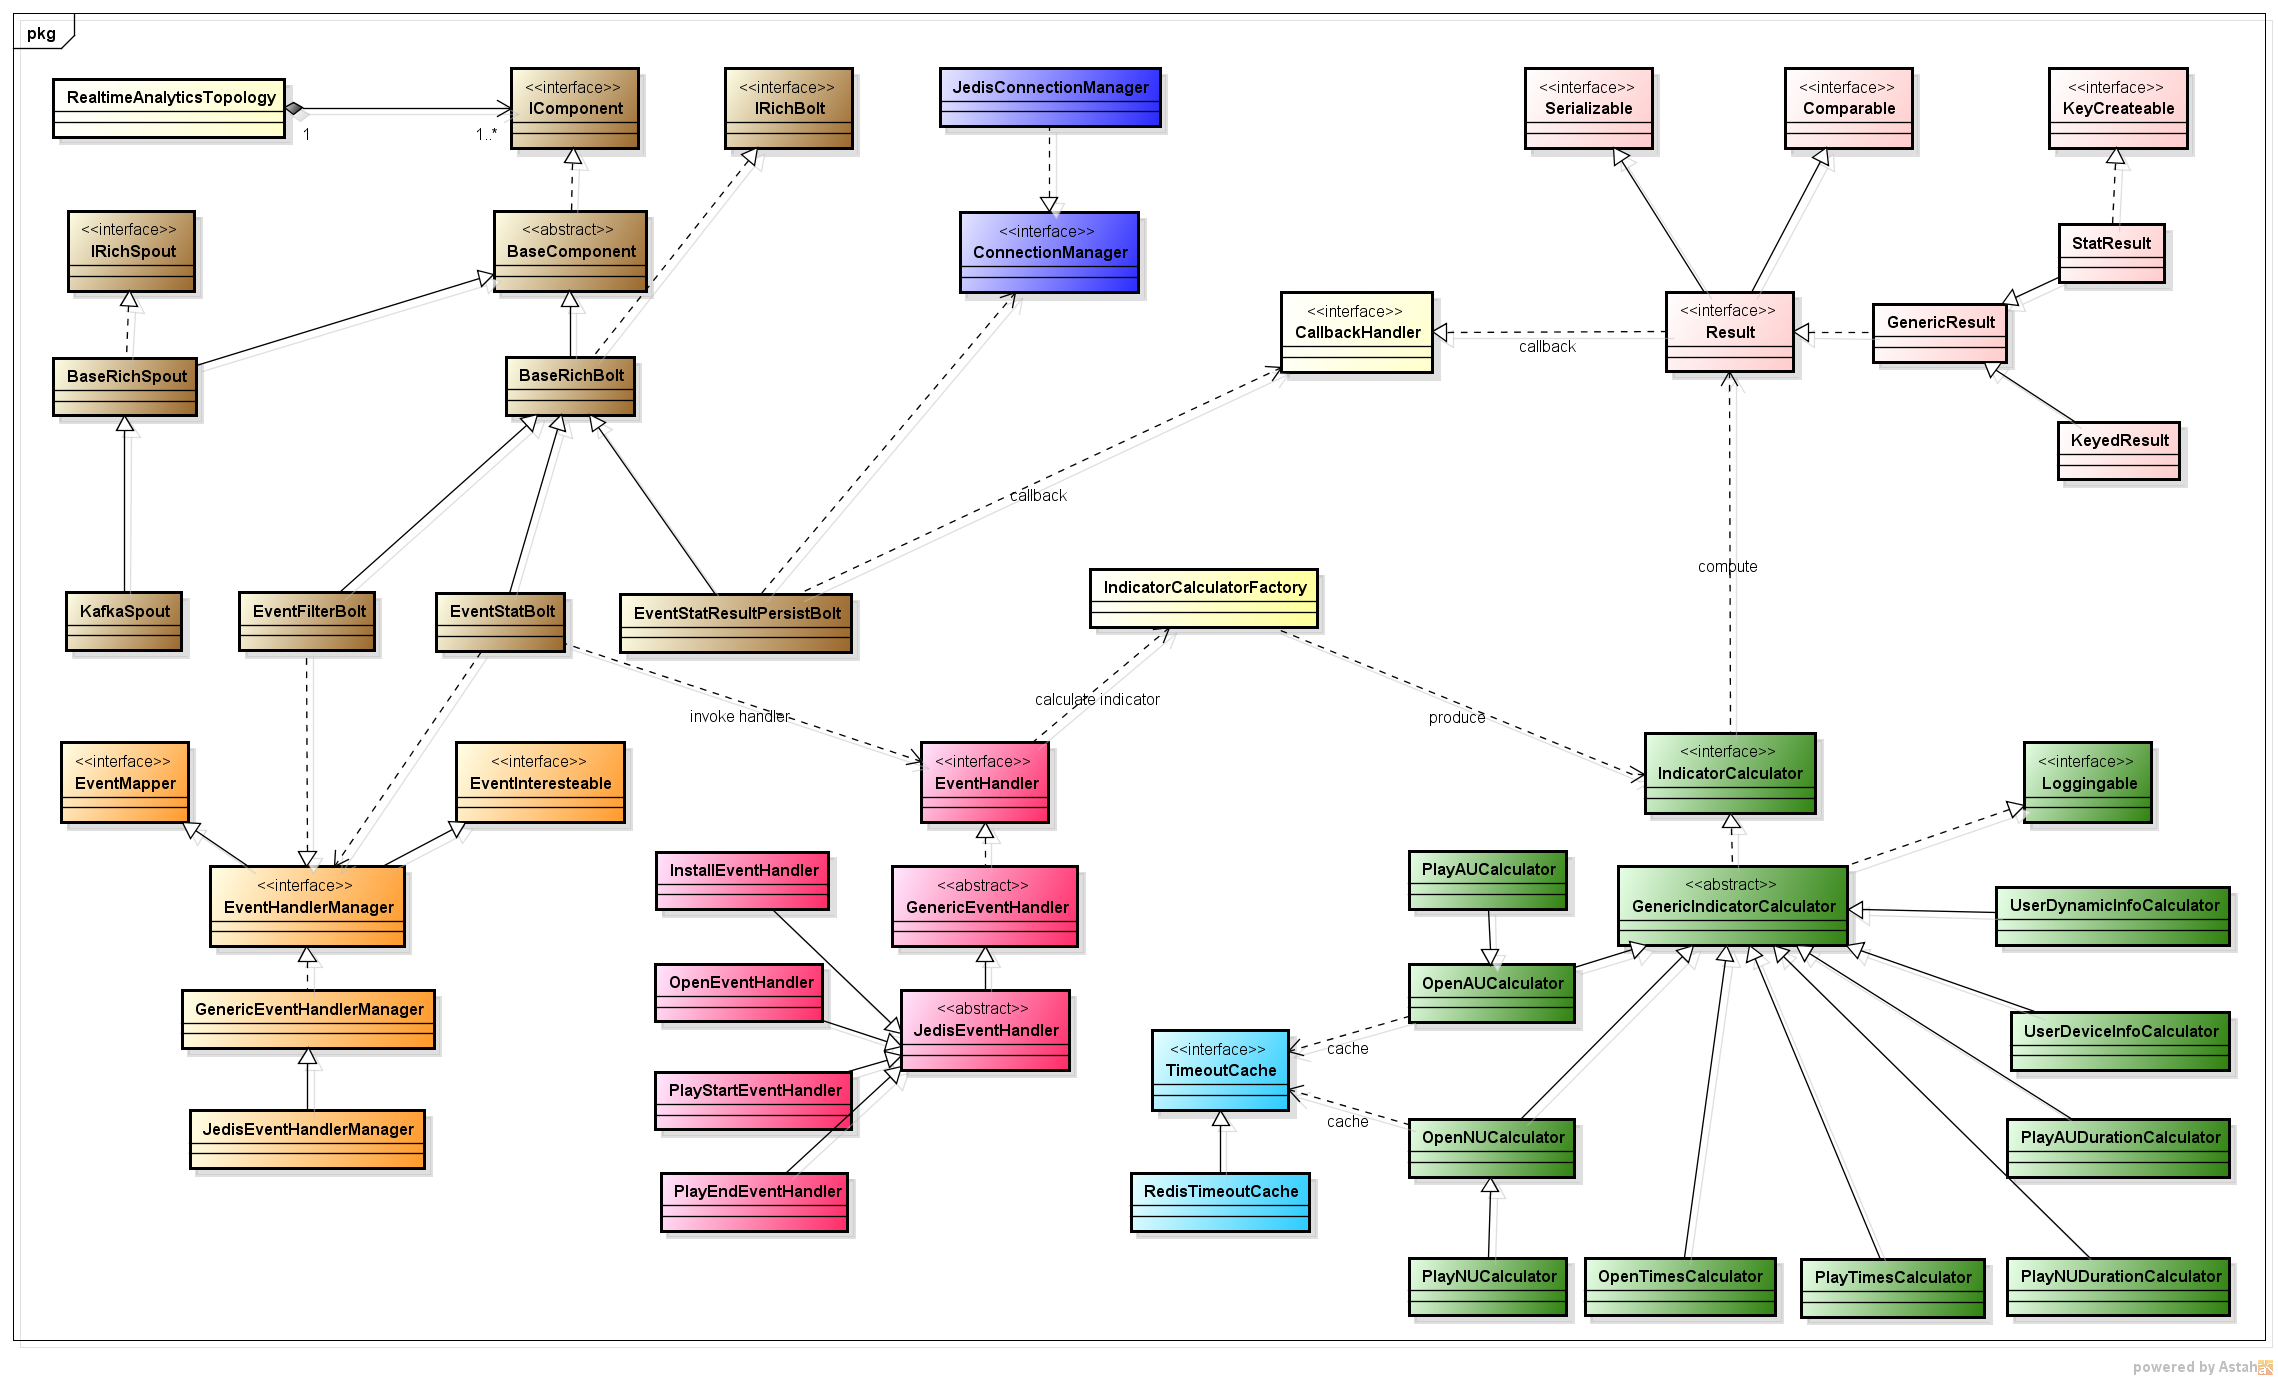 pkg
RealtimeAnalyticsTopology
1
1..*
<<interface>>
IComponent
<<interface>>
IRichBolt
JedisConnectionManager
<<interface>>
Serializable
<<interface>>
Comparable
<<interface>>
KeyCreateable
<<interface>>
IRichSpout
<<abstract>>
BaseComponent
<<interface>>
ConnectionManager
StatResult
<<interface>>
CallbackHandler
callback
<<interface>>
Result
GenericResult
BaseRichSpout
BaseRichBolt
KeyedResult
callback
compute
KafkaSpout
EventFilterBolt
EventStatBolt
EventStatResultPersistBolt
IndicatorCalculatorFactory
invoke handler
calculate indicator
produce
<<interface>>
EventMapper
<<interface>>
EventInteresteable
<<interface>>
EventHandler
<<interface>>
IndicatorCalculator
<<interface>>
Loggingable
<<interface>>
EventHandlerManager
InstallEventHandler
<<abstract>>
GenericEventHandler
PlayAUCalculator
<<abstract>>
GenericIndicatorCalculator
UserDynamicInfoCalculator
GenericEventHandlerManager
OpenEventHandler
<<abstract>>
JedisEventHandler
OpenAUCalculator
UserDeviceInfoCalculator
<<interface>>
TimeoutCache
cache
cache
PlayStartEventHandler
JedisEventHandlerManager
OpenNUCalculator
PlayAUDurationCalculator
PlayEndEventHandler
RedisTimeoutCache
PlayNUCalculator
OpenTimesCalculator
PlayTimesCalculator
PlayNUDurationCalculator
powered by Astah